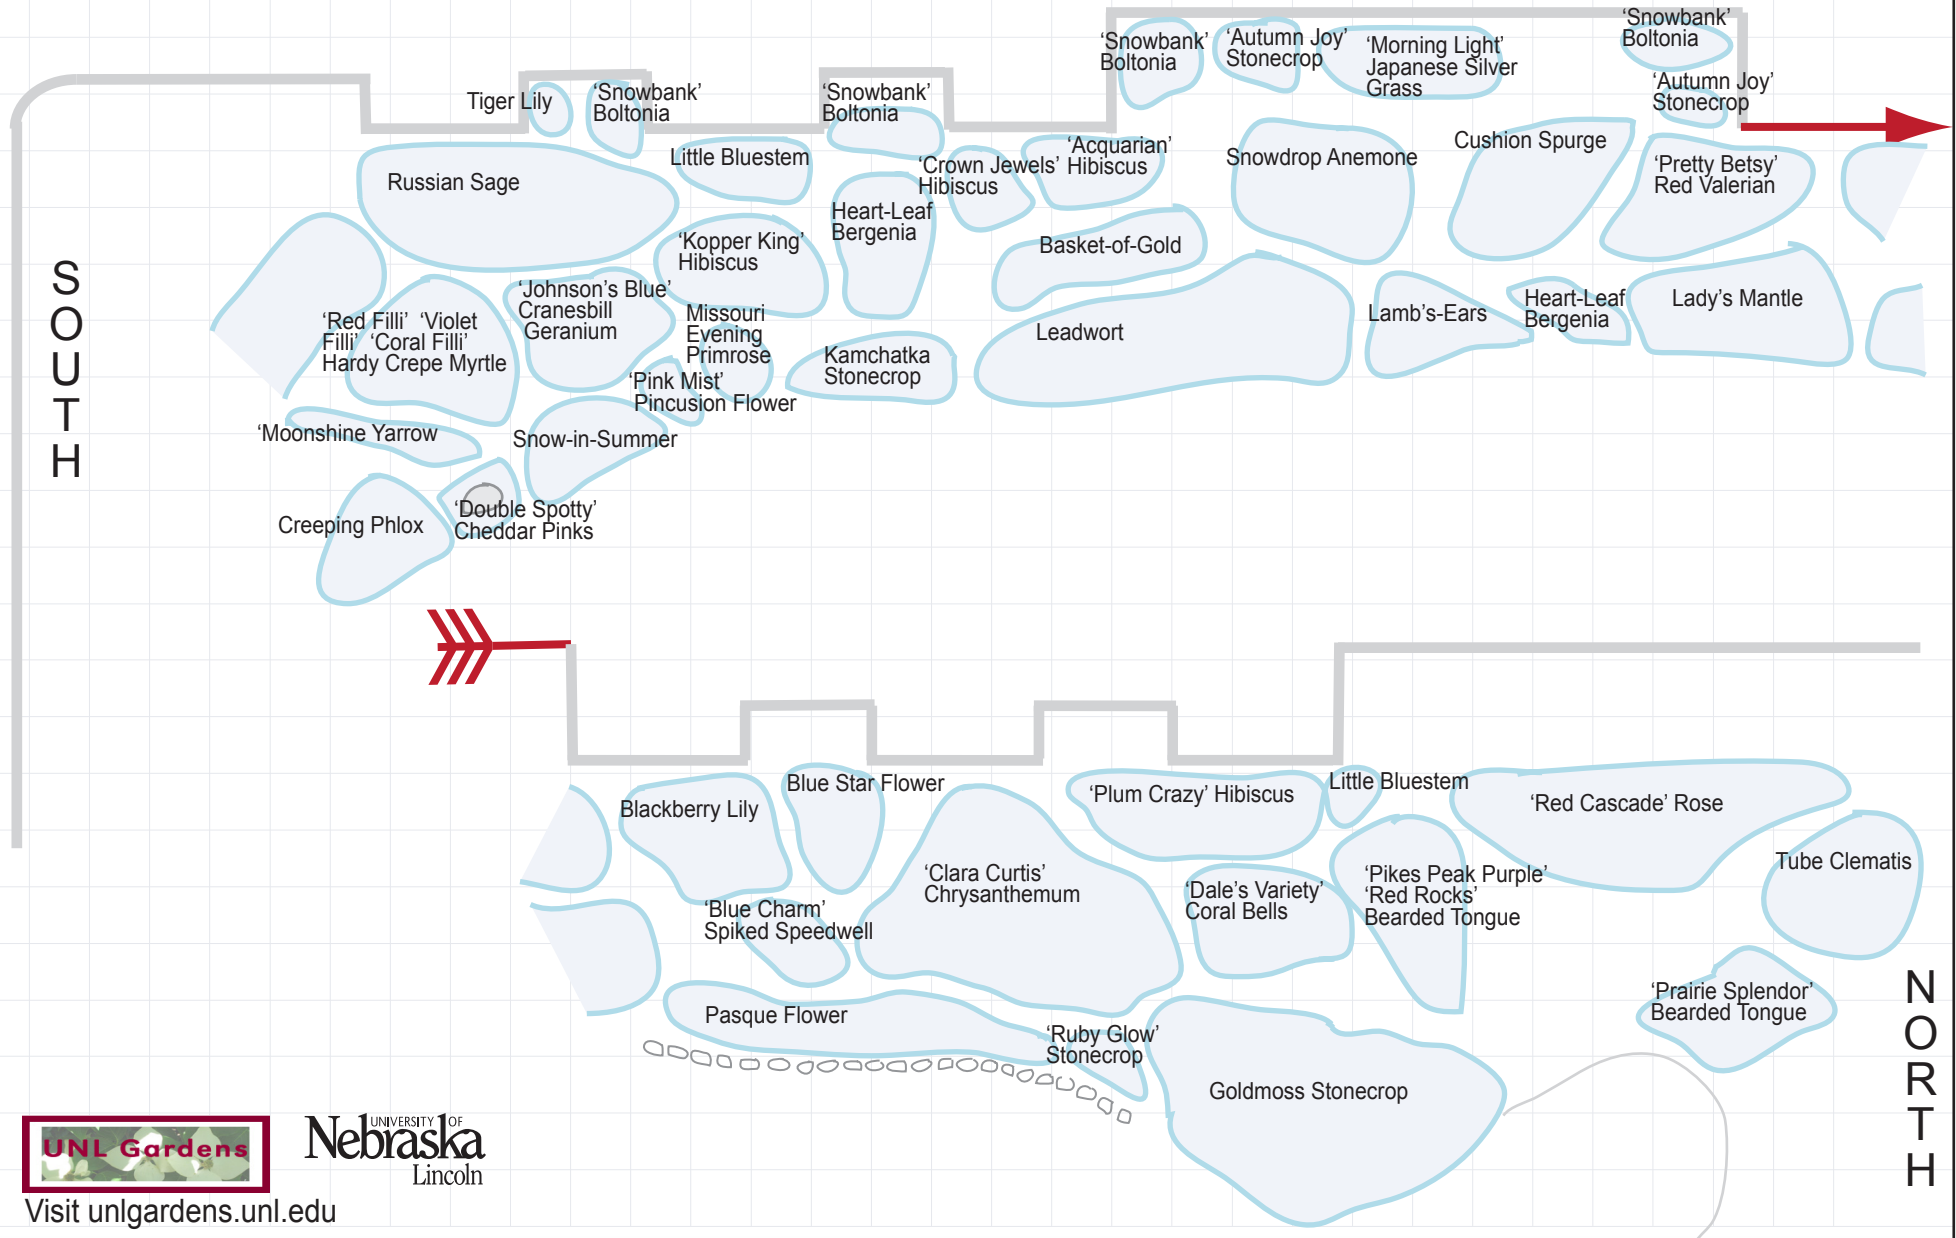 ‘Snowbank’
Boltonia
‘Autumn Joy’
Stonecrop
‘Morning Light’
Japanese Silver
Grass
‘Snowbank’
Boltonia
‘Autumn Joy’
Stonecrop
Tiger Lily
‘Snowbank’
Boltonia
‘Snowbank’
Boltonia
Russian Sage
Little Bluestem
‘Crown Jewels’
Hibiscus
‘Acquarian’
Hibiscus
Snowdrop Anemone
Cushion Spurge
‘Pretty Betsy’
Red Valerian
‘Kopper King’
Hibiscus
Heart-Leaf
Bergenia
Basket-of-Gold
SOUTH
‘Red Filli’ ‘Violet
Filli’ ‘Coral Filli’
Hardy Crepe Myrtle
‘Johnson’s Blue’
Cranesbill
Geranium
Missouri
Evening
Primrose
‘Pink Mist’
Pincusion Flower
Kamchatka
Stonecrop
Leadwort
Lamb’s-Ears
Heart-Leaf
Bergenia
Lady’s Mantle
‘Moonshine Yarrow
Snow-in-Summer
Creeping Phlox
‘Double Spotty’
Cheddar Pinks
Blackberry Lily
Blue Star Flower
‘Plum Crazy’ Hibiscus
Little Bluestem
‘Red Cascade’ Rose
Tube Clematis
‘Clara Curtis’
Chrysanthemum
‘Dale’s Variety’
Coral Bells
‘Pikes Peak Purple’
‘Red Rocks’
Bearded Tongue
‘Blue Charm’
Spiked Speedwell
Pasque Flower
‘Ruby Glow’
Stonecrop
Goldmoss Stonecrop
‘Prairie Splendor’
Bearded Tongue
NORTH
UNL Gardens
UNIVERSITY OF
Nebraska
Lincoln
Visit unlgardens.unl.edu